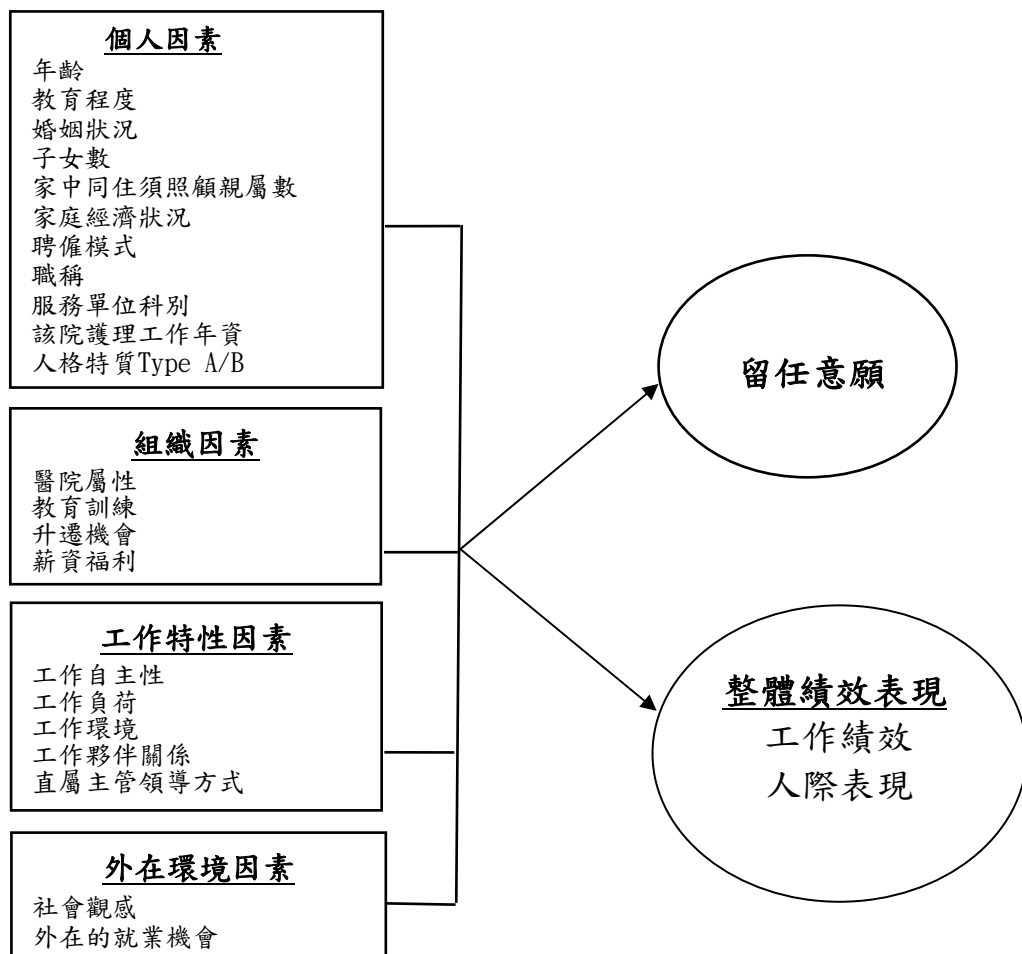 個人因素
年齡
教育程度
婚姻狀況
子女數
家中同住須照顧親屬數
家庭經濟狀況
聘僱模式
職稱
服務單位科別
該院護理工作年資
人格特質Type A/B
組織因素
醫院屬性
教育訓練
升遷機會
薪資福利
工作特性因素
工作自主性
工作負荷
工作環境
工作夥伴關係
直屬主管領導方式
外在環境因素
社會觀感
外在的就業機會
留任意願
整體績效表現
工作績效
人際表現